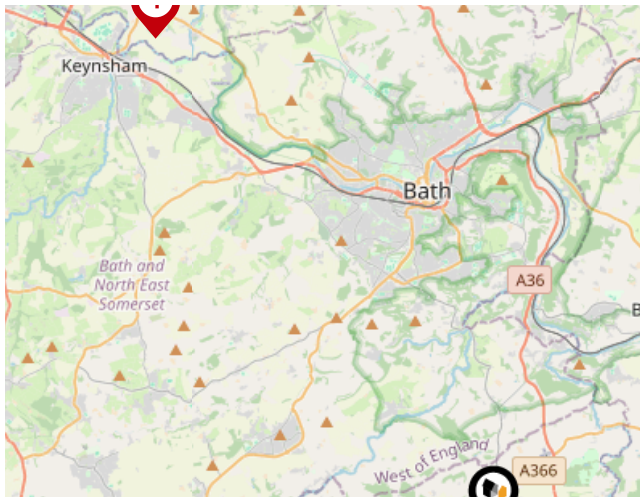 Keynsham
Bath
Bath and
North East
Somerset
A36
B
West of England
A366